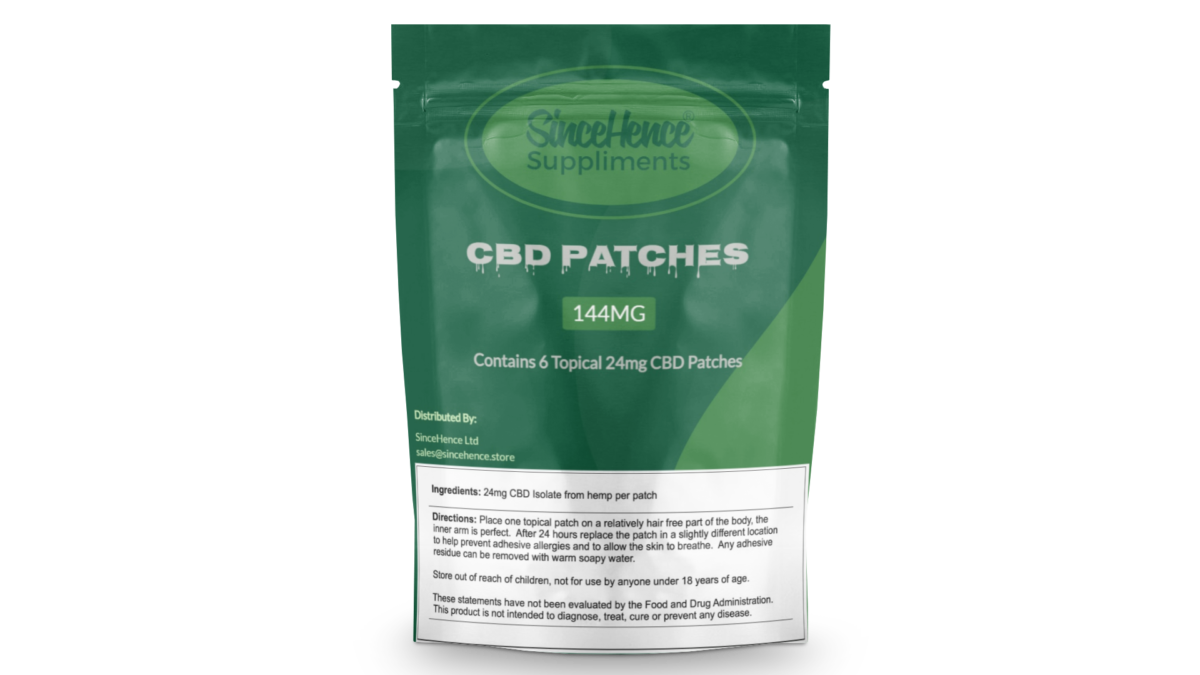 SinceHence®
Suppliments
CBD PATCHES
144MG
Contains 6 Topical 24mg CBD Patches
Distributed By:
SinceHence Ltd
sales@sincehence.store
Ingredients: 24mg CBD Isolate from hemp per patch
Directions: Place one topical patch on a relatively hair free part of the body, the
inner arm is perfect. After 24 hours replace the patch in a slightly different location
to help prevent adhesive allergies and to allow the skin to breathe. Any adhesive
residue can be removed with warm soapy water.
Store out of reach of children, not for use by anyone under 18 years of age.
These statements have not been evaluated by the Food and Drug Administration.
This product is not intended to diagnose, treat, cure or prevent any disease.